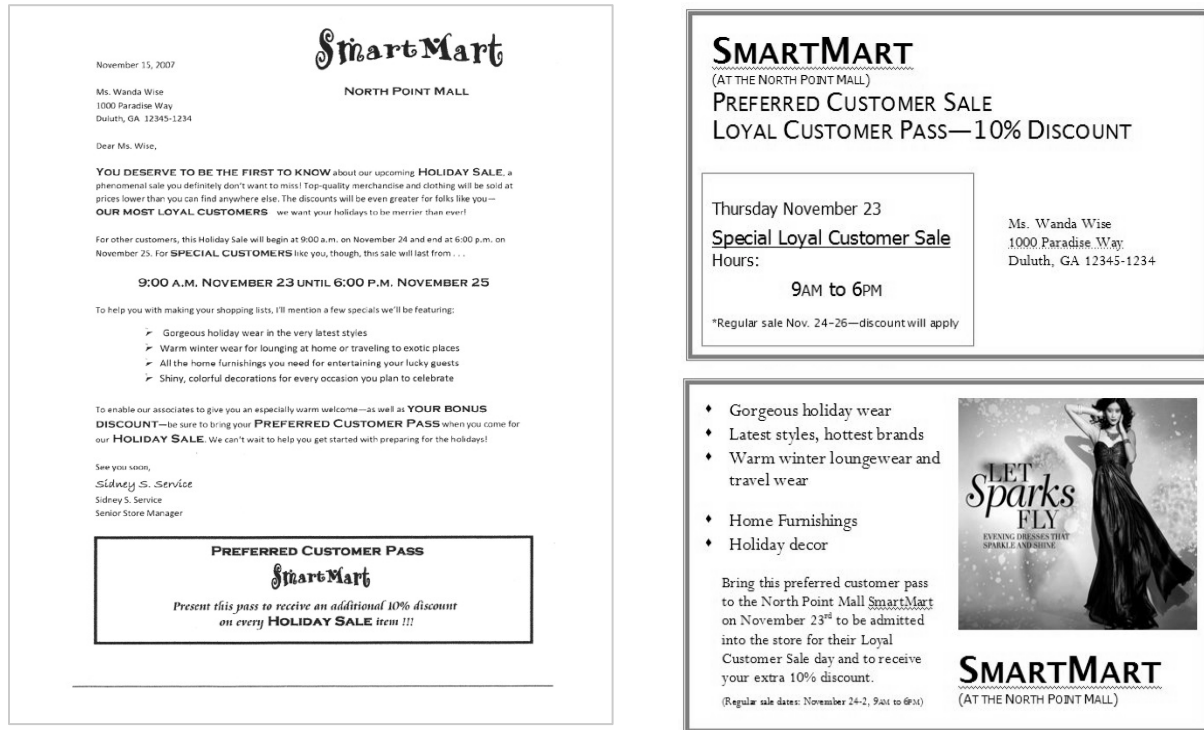 SmartMart
November 15, 2007
NORTH POINT MALL
Ms. Wanda Wise
1000 Paradise Way
Duluth, GA 12345-1234
Dear Ms. Wise,
YOU DESERVE TO BE THE FIRST TO KNOW about our upcoming HOLIDAY SALE, a
phenomenal sale you definitely don't want to miss! Top-quality merchandise and clothing will be sold at
prices lower than you can find anywhere else. The discounts will be even greater for folks like you—
OUR MOST LOYAL CUSTOMERS we want your holidays to be merrier than ever!
For other customers, this Holiday Sale will begin at 9:00 a.m. on November 24 and end at 6:00 p.m. on
November 25. For SPECIAL CUSTOMERS like you, though, this sale will last from . . .
9:00 A.M. NOVEMBER 23 UNTIL 6:00 P.M. NOVEMBER 25
To help you with making your shopping lists, I'll mention a few specials we'll be featuring:
➢ Gorgeous holiday wear in the very latest styles
➢ Warm winter wear for lounging at home or traveling to exotic places
➢ All the home furnishings you need for entertaining your lucky guests
➢ Shiny, colorful decorations for every occasion you plan to celebrate
To enable our associates to give you an especially warm welcome—as well as YOUR BONUS
DISCOUNT—be sure to bring your PREFERRED CUSTOMER PASS when you come for
our HOLIDAY SALE. We can't wait to help you get started with preparing for the holidays!
See you soon,
Sidney S. Service
Sidney S. Service
Senior Store Manager
PREFERRED CUSTOMER PASS
SmartMart
Present this pass to receive an additional 10% discount
on every HOLIDAY SALE item !!!
SMARTMART
(AT THE NORTH POINT MALL)
PREFERRED CUSTOMER SALE
LOYAL CUSTOMER PASS—10% DISCOUNT
Thursday November 23
Special Loyal Customer Sale
Hours:
9AM to 6PM
*Regular sale Nov. 24–26—discount will apply
Ms. Wanda Wise
1000 Paradise Way
Duluth, GA 12345-1234
♦ Gorgeous holiday wear
♦ Latest styles, hottest brands
♦ Warm winter loungewear and
travel wear
♦ Home Furnishings
♦ Holiday decor
Bring this preferred customer pass
to the North Point Mall SmartMart
on November 23rd to be admitted
into the store for their Loyal
Customer Sale day and to receive
your extra 10% discount.
(Regular sale dates: November 24-2, 9AM to 6PM)
LET
Sparks
FLY
EVENING DRESSES THAT
SPARKLE AND SHINE
SMARTMART
(AT THE NORTH POINT MALL)